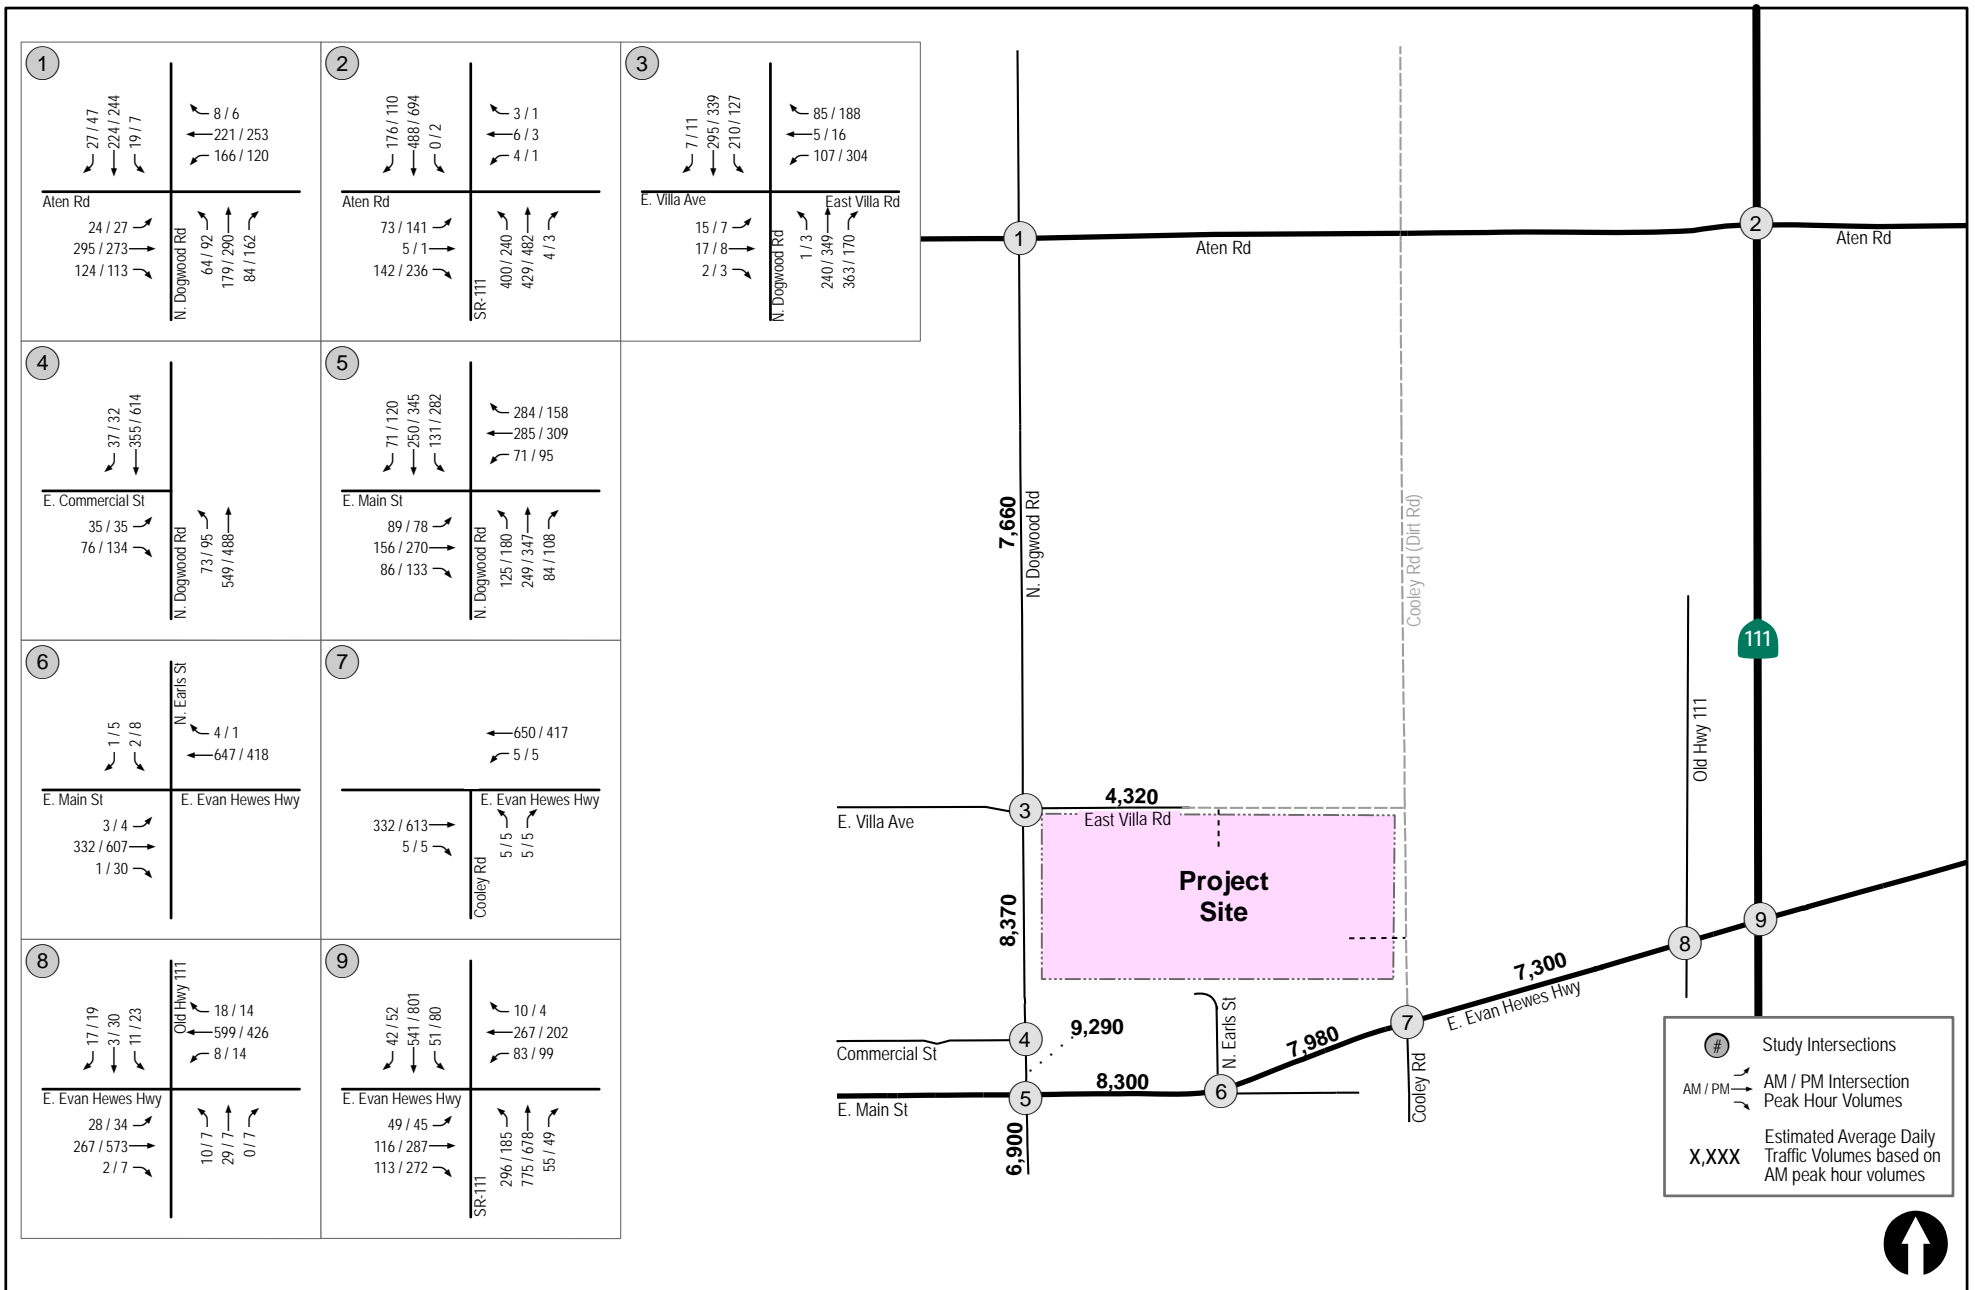 1
27 / 47
224 / 244
19 / 7
8 / 6
221 / 253
166 / 120
Aten Rd
24 / 27
295 / 273
124 / 113
N. Dogwood Rd
64 / 92
179 / 290
84 / 162
2
176 / 110
488 / 694
0 / 2
3 / 1
6 / 3
4 / 1
Aten Rd
73 / 141
5 / 1
142 / 236
SR-111
400 / 240
429 / 482
4 / 3
3
7 / 11
295 / 339
210 / 127
85 / 188
5 / 16
107 / 304
E. Villa Ave
East Villa Rd
15 / 7
17 / 8
2 / 3
N. Dogwood Rd
1 / 3
240 / 349
363 / 170
4
37 / 32
355 / 614
E. Commercial St
35 / 35
76 / 134
N. Dogwood Rd
73 / 95
549 / 488
5
71 / 120
250 / 345
131 / 282
284 / 158
285 / 309
71 / 95
E. Main St
89 / 78
156 / 270
86 / 133
N. Dogwood Rd
125 / 180
249 / 347
84 / 108
6
1 / 5
2 / 8
N. Earls St
4 / 1
647 / 418
E. Main St
E. Evan Hewes Hwy
3 / 4
332 / 607
1 / 30
7
650 / 417
5 / 5
E. Evan Hewes Hwy
332 / 613
5 / 5
Cooley Rd
5 / 5
5 / 5
8
17 / 19
3 / 30
11 / 23
Old Hwy 111
18 / 14
599 / 426
8 / 14
E. Evan Hewes Hwy
28 / 34
267 / 573
2 / 7
10 / 7
29 / 7
0 / 7
9
42 / 52
541 / 801
51 / 80
10 / 4
267 / 202
83 / 99
E. Evan Hewes Hwy
49 / 45
116 / 287
113 / 272
SR-111
296 / 185
775 / 678
55 / 49
1
Aten Rd
2
Aten Rd
7,660
N. Dogwood Rd
Cooley Rd (Dirt Rd)
111
Old Hwy 111
3
4,320
E. Villa Ave
East Villa Rd
Project
Site
8,370
9
8
7,300
E. Evan Hewes Hwy
7
7,980
N. Earls St
9,290
4
Commercial St
8,300
6
5
E. Main St
6,900
Cooley Rd
#
Study Intersections
AM / PM
AM / PM Intersection
Peak Hour Volumes
X,XXX
Estimated Average Daily
Traffic Volumes based on
AM peak hour volumes